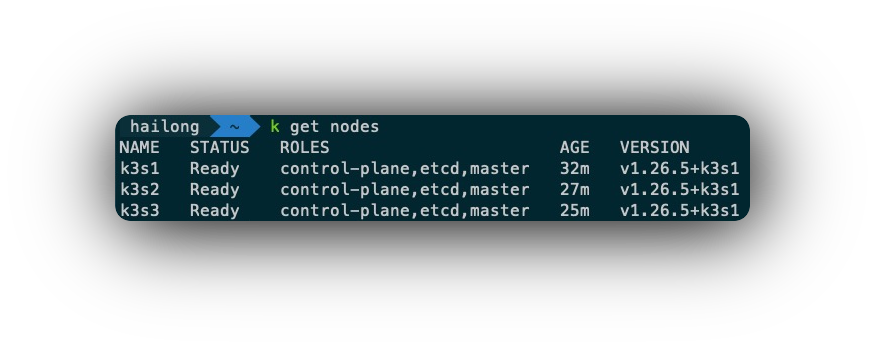 hailong ~ k get nodes
NAME STATUS ROLES AGE VERSION
k3s1 Ready control-plane,etcd,master 32m v1.26.5+k3s1
k3s2 Ready control-plane,etcd,master 27m v1.26.5+k3s1
k3s3 Ready control-plane,etcd,master 25m v1.26.5+k3s1